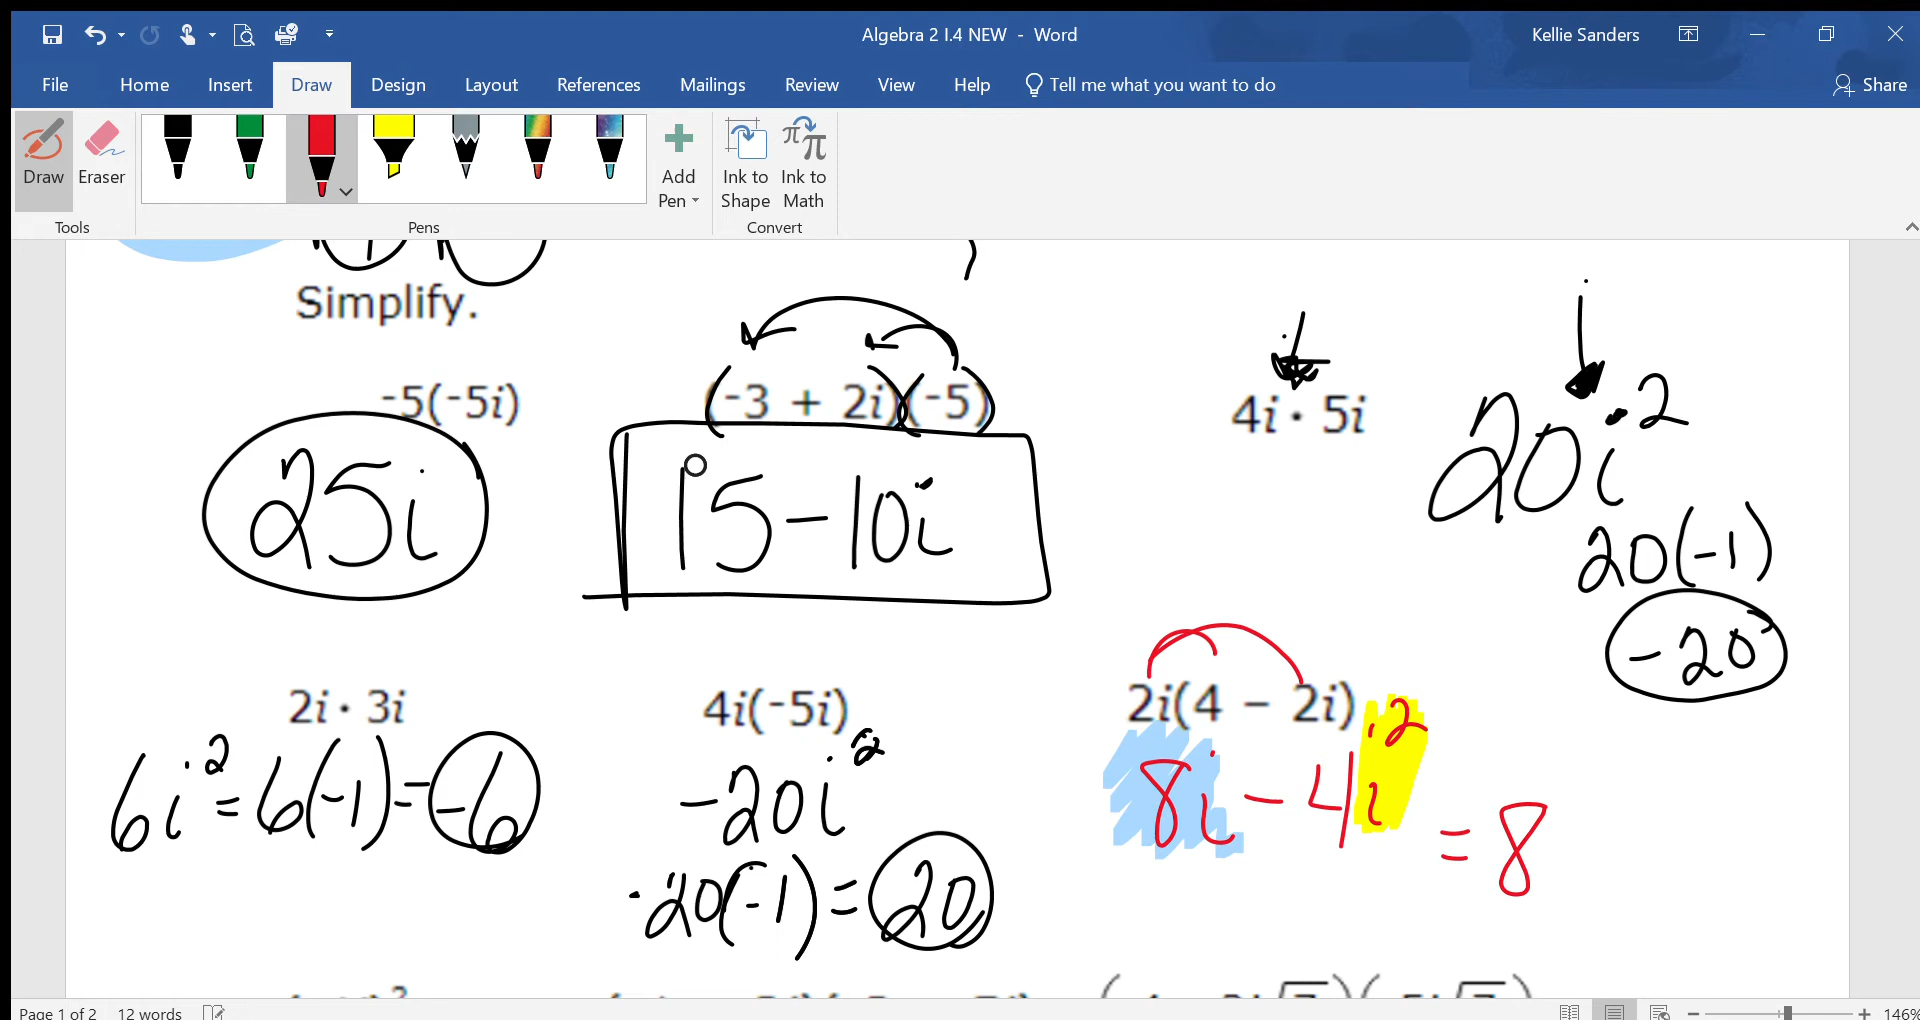 Algebra 2 I.4 NEW - Word
Kellie Sanders
File Home Insert Draw Design Layout References Mailings Review View Help Tell me what you want to do Share
Draw Eraser
Add Pen
Ink to Shape
Ink to Math
Tools Pens Convert
Simplify.
-5(-5i)
25i
(-3 + 2i)(-5)
15 - 10i
4i · 5i
20i²
20(-1)
-20
2i · 3i
6i² = 6(-1) = -6
4i(-5i)
-20i²
-20(-1) = 20
2i(4 - 2i)
8i - 4i² = 8
Page 1 of 2 12 words
146%